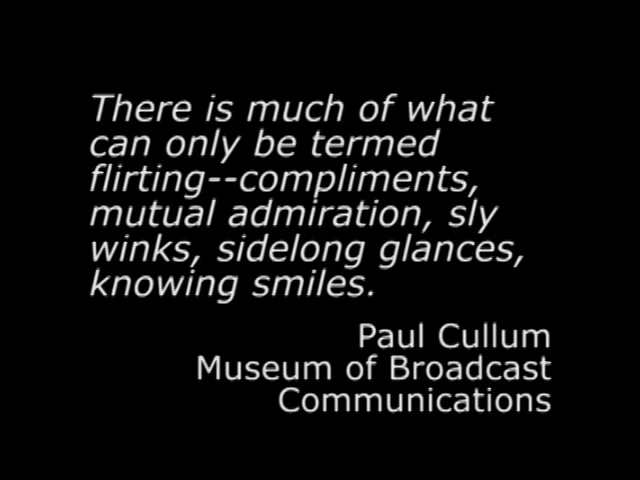 There is much of what
can only be termed
flirting--compliments,
mutual admiration, sly
winks, sidelong glances,
knowing smiles.
Paul Cullum
Museum of Broadcast
Communications